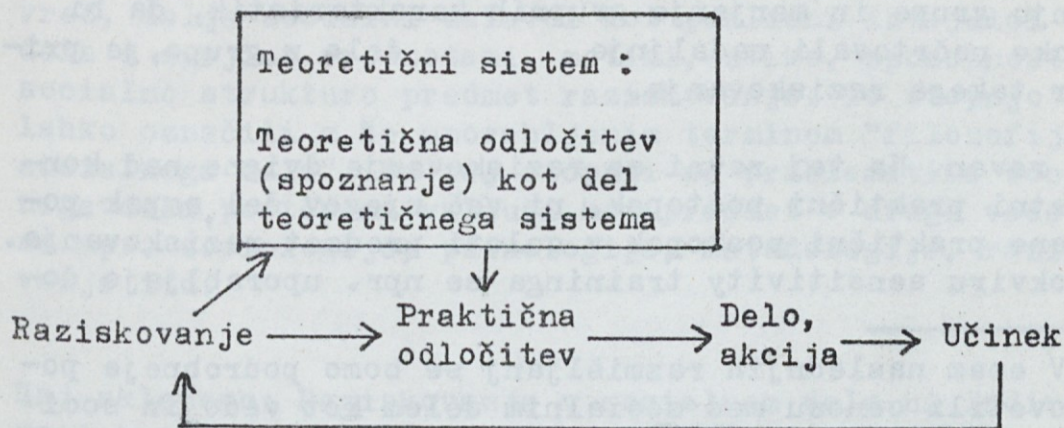 Teoretični sistem:
Teoretična odločitev
(spoznanje) kot del
teoretičnega sistema
Raziskovanje
Praktična
odločitev
Delo,
akcija
Učinek